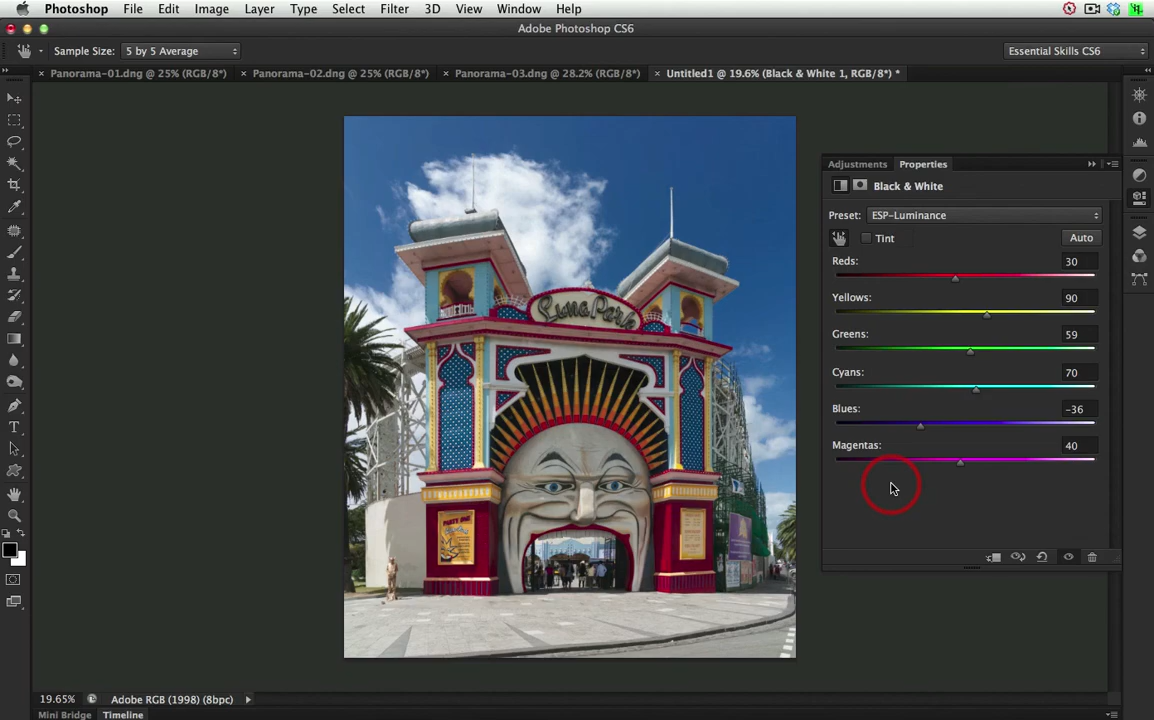 Photoshop File Edit Image Layer Type Select Filter 3D View Window Help
Adobe Photoshop CS6
Sample Size: 5 by 5 Average Essential Skills CS6
Panorama-01.dng @ 25% (RGB/8*) Panorama-02.dng @ 25% (RGB/8*) Panorama-03.dng @ 28.2% (RGB/8*) Untitled1 @ 19.6% (Black & White 1, RGB/8*) *
Adjustments Properties
Black & White
Preset: ESP-Luminance
Tint Auto
Reds: 30
Yellows: 90
Greens: 59
Cyans: 70
Blues: -36
Magentas: 40
Luna Park
19.65% Adobe RGB (1998) (8bpc)
Mini Bridge Timeline